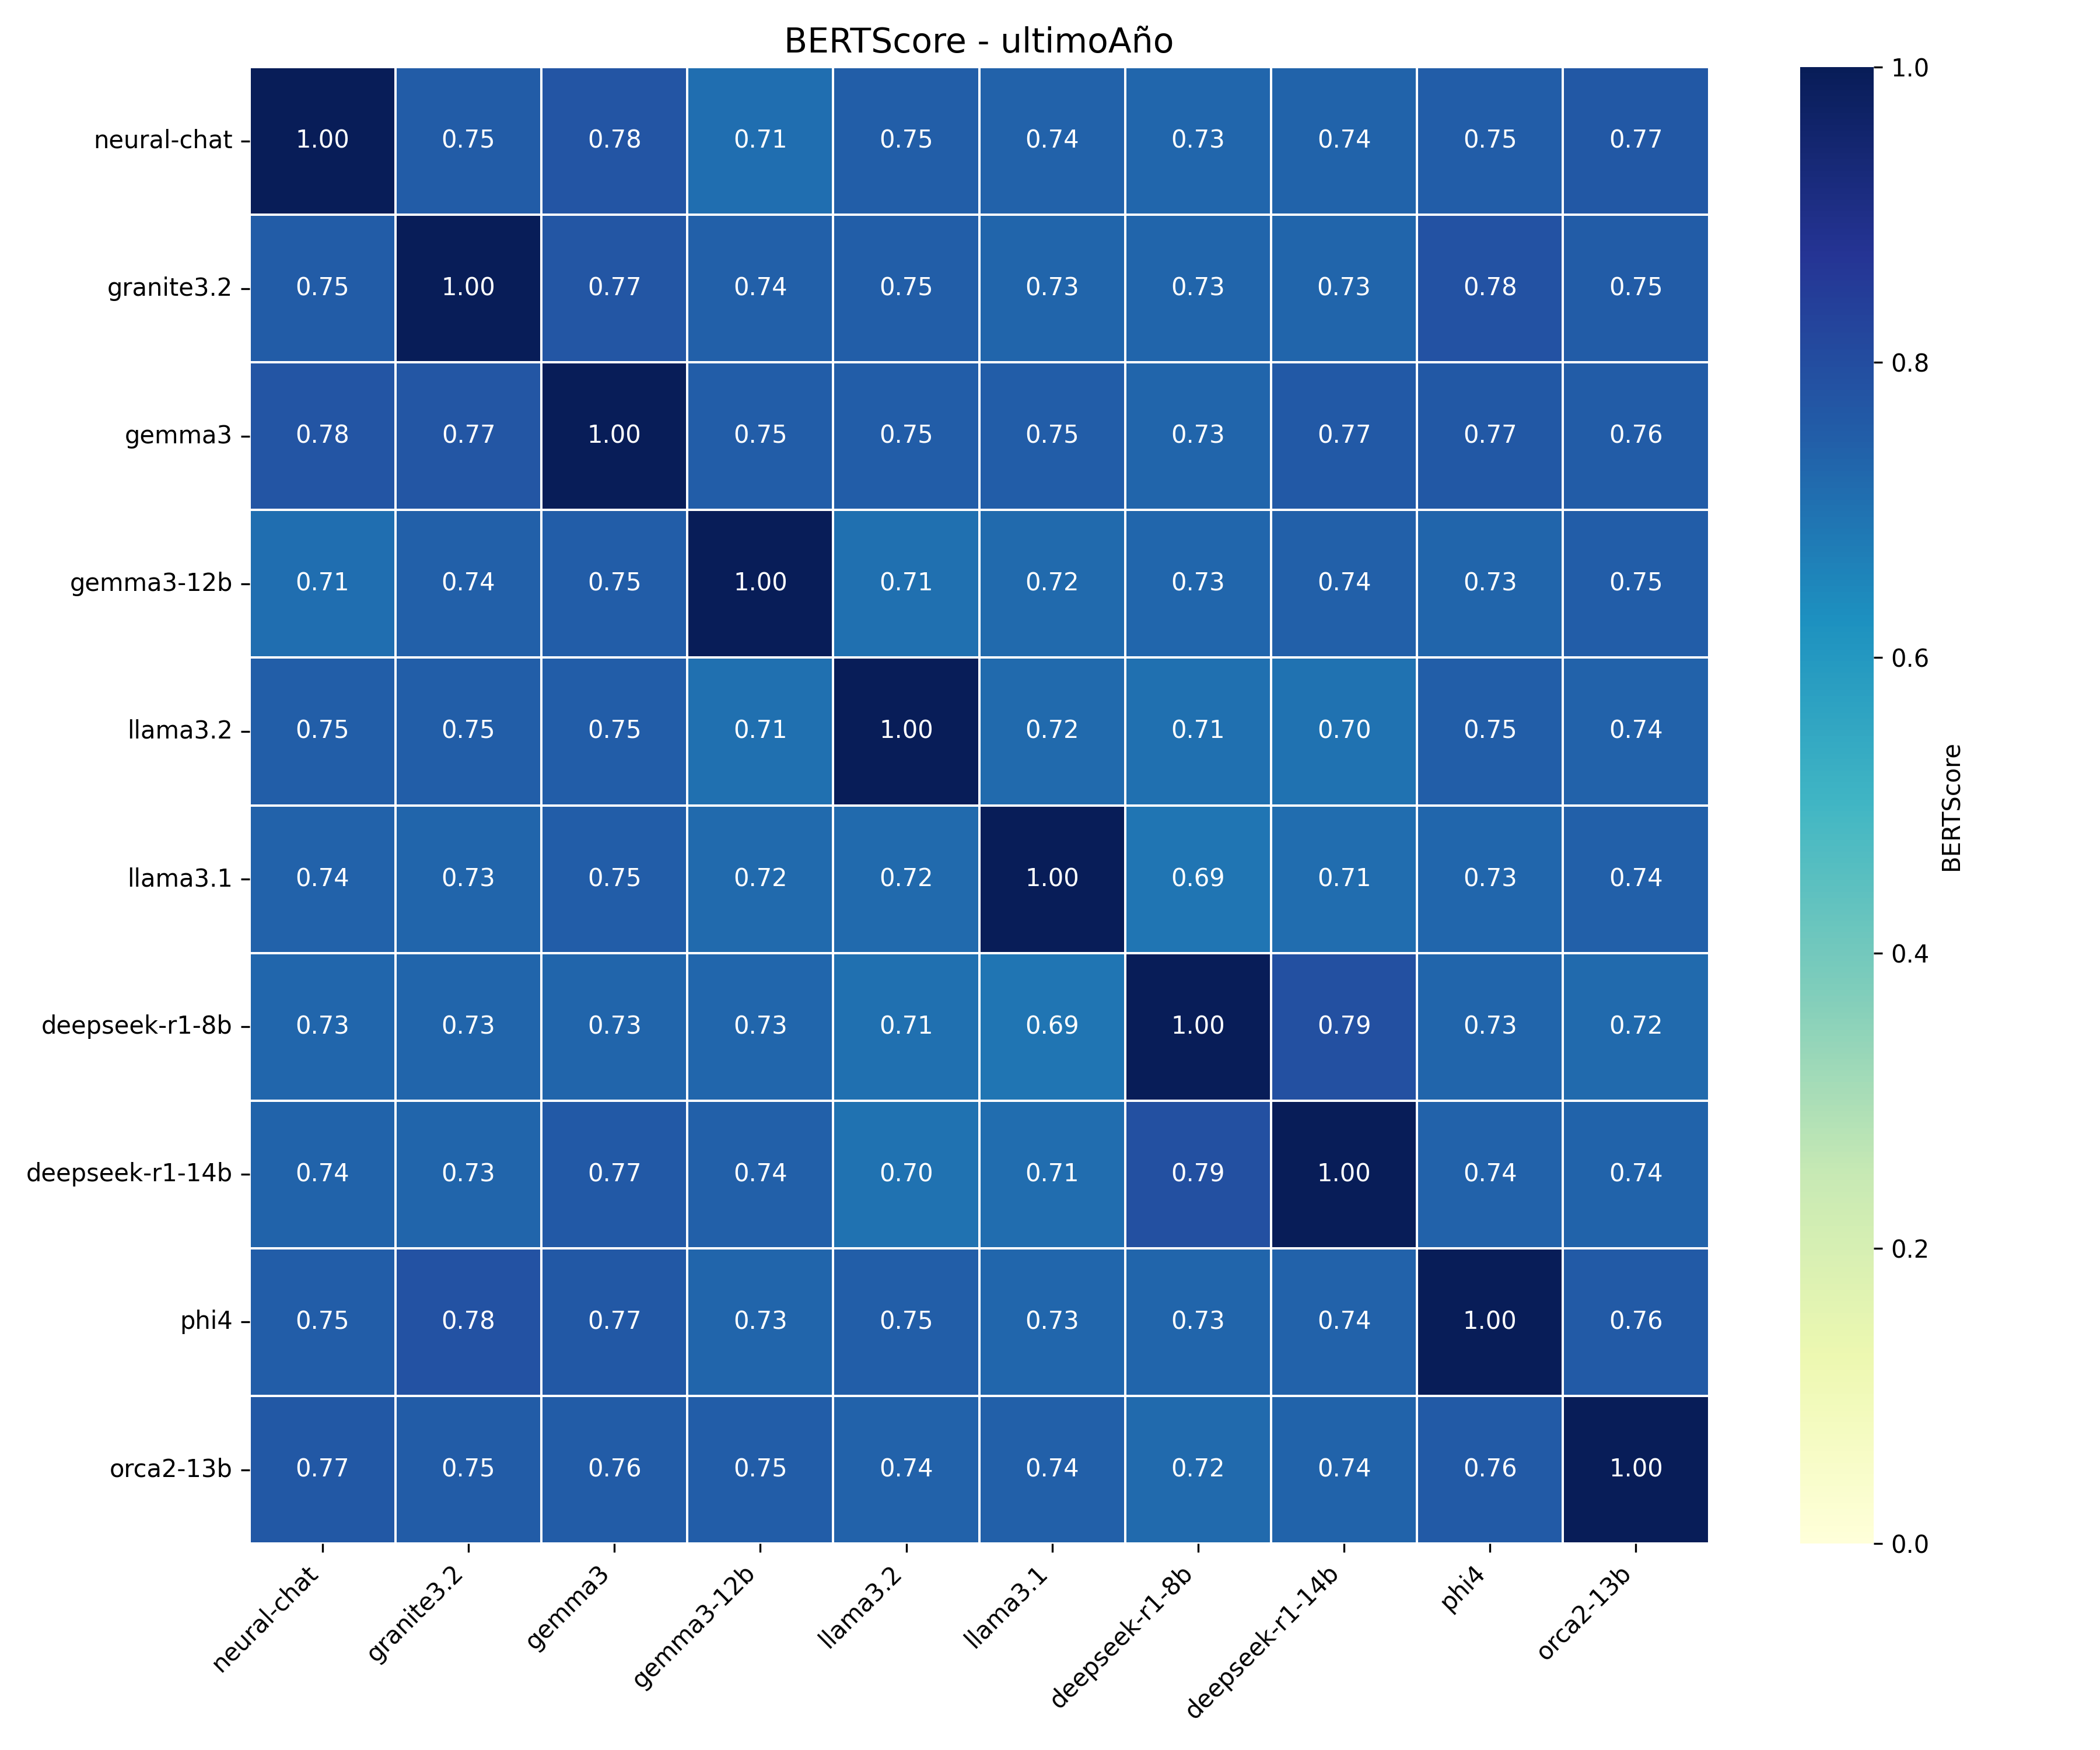 BERTScore - ultimoAño
neural-chat 1.00 0.75 0.78 0.71 0.75 0.74 0.73 0.74 0.75 0.77
granite3.2 0.75 1.00 0.77 0.74 0.75 0.73 0.73 0.73 0.78 0.75
gemma3 0.78 0.77 1.00 0.75 0.75 0.75 0.73 0.77 0.77 0.76
gemma3-12b 0.71 0.74 0.75 1.00 0.71 0.72 0.73 0.74 0.73 0.75
llama3.2 0.75 0.75 0.75 0.71 1.00 0.72 0.71 0.70 0.75 0.74
llama3.1 0.74 0.73 0.75 0.72 0.72 1.00 0.69 0.71 0.73 0.74
deepseek-r1-8b 0.73 0.73 0.73 0.73 0.71 0.69 1.00 0.79 0.73 0.72
deepseek-r1-14b 0.74 0.73 0.77 0.74 0.70 0.71 0.79 1.00 0.74 0.74
phi4 0.75 0.78 0.77 0.73 0.75 0.73 0.73 0.74 1.00 0.76
orca2-13b 0.77 0.75 0.76 0.75 0.74 0.74 0.72 0.74 0.76 1.00
neural-chat granite3.2 gemma3 gemma3-12b llama3.2 llama3.1 deepseek-r1-8b deepseek-r1-14b phi4 orca2-13b
1.0
0.8
0.6
0.4
0.2
0.0
BERTScore